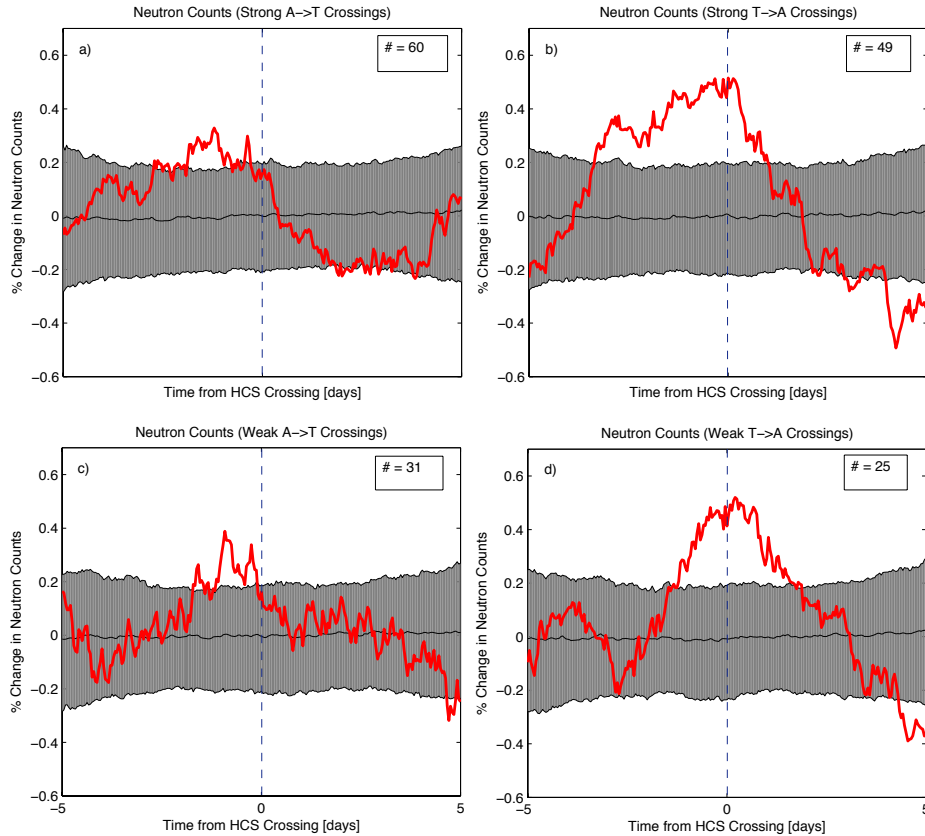 Neutron Counts (Strong A−>T Crossings)
a)
# = 60
0.6
0.4
0.2
0
−0.2
−0.4
−0.6
% Change in Neutron Counts
Time from HCS Crossing [days]
Neutron Counts (Strong T−>A Crossings)
b)
# = 49
0.6
0.4
0.2
0
−0.2
−0.4
−0.6
% Change in Neutron Counts
Time from HCS Crossing [days]
Neutron Counts (Weak A−>T Crossings)
c)
# = 31
0.6
0.4
0.2
0
−0.2
−0.4
−0.6
% Change in Neutron Counts
−5 0 5
Time from HCS Crossing [days]
Neutron Counts (Weak T−>A Crossings)
d)
# = 25
0.6
0.4
0.2
0
−0.2
−0.4
−0.6
% Change in Neutron Counts
−5 0 5
Time from HCS Crossing [days]